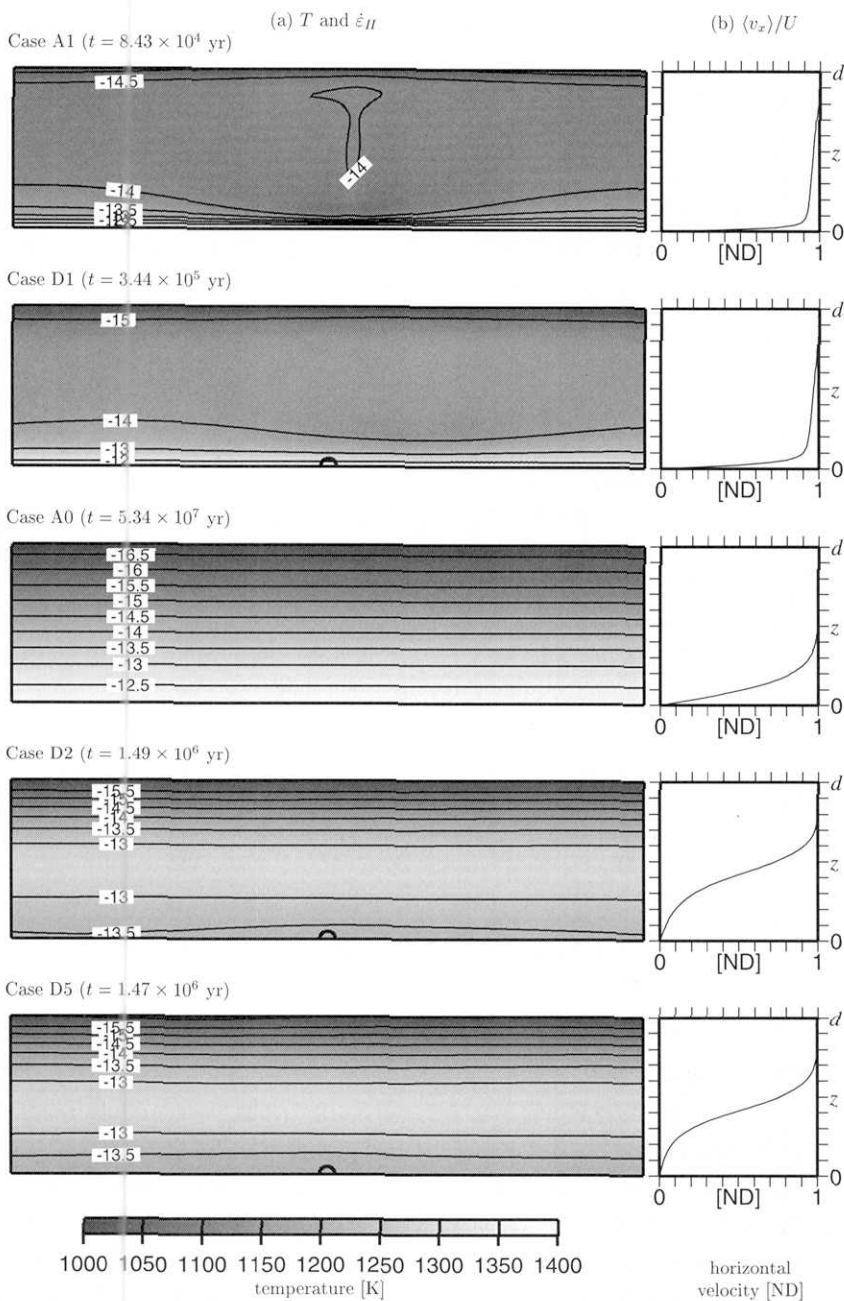 (a) T and ε̇_II
(b) ⟨v_x⟩/U
Case A1 (t = 8.43 × 10⁴ yr)
-14.5
-14
-14
-13.5
d
z
0
0 [ND] 1
Case D1 (t = 3.44 × 10⁵ yr)
-15
-14
-13
-12
d
z
0
0 [ND] 1
Case A0 (t = 5.34 × 10⁷ yr)
-16.5
-16
-15.5
-15
-14.5
-14
-13.5
-13
-12.5
d
z
0
0 [ND] 1
Case D2 (t = 1.49 × 10⁶ yr)
-15.5
-15
-14.5
-14
-13.5
-13
-13
-13.5
d
z
0
0 [ND] 1
Case D5 (t = 1.47 × 10⁶ yr)
-15.5
-15
-14.5
-14
-13.5
-13
-13
-13.5
d
z
0
0 [ND] 1
1000 1050 1100 1150 1200 1250 1300 1350 1400
temperature [K]
horizontal
velocity [ND]